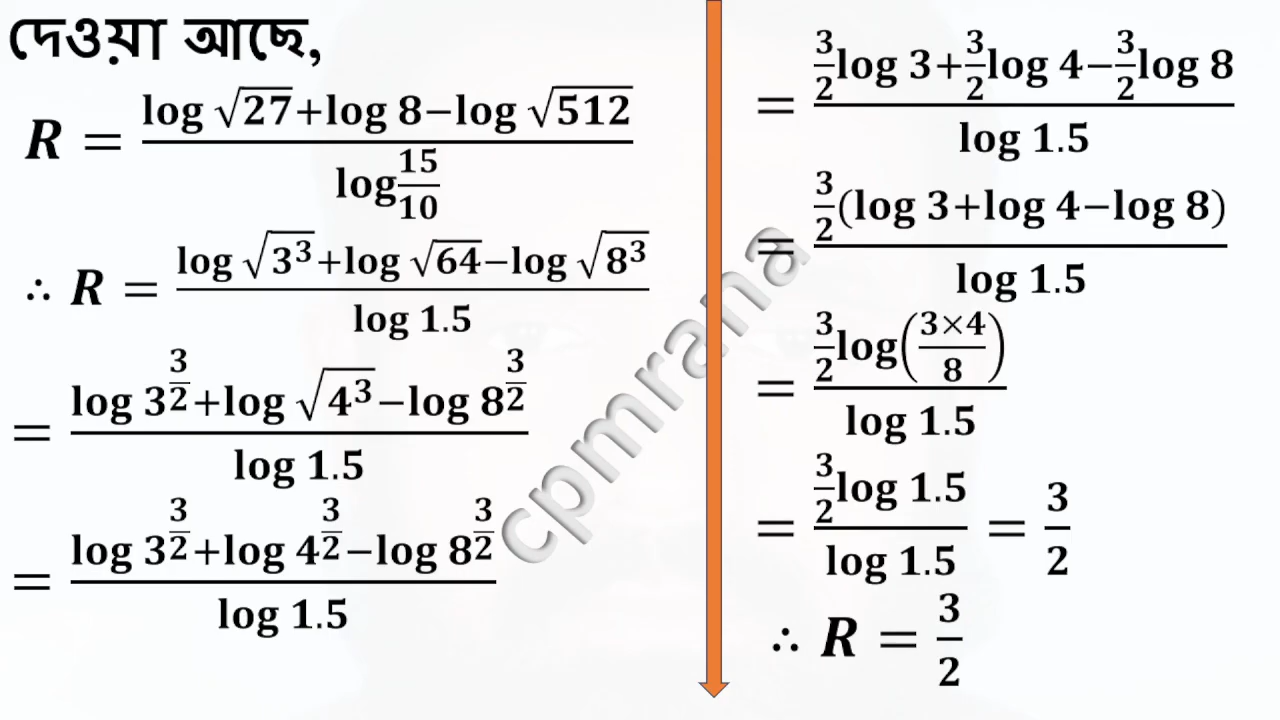 দেওয়া আছে,
R = (log √27+log 8−log √512)/(log 15/10)
∴ R = (log √3³+log √64−log √8³)/(log 1.5)
= (log 3^(3/2)+log √4³−log 8^(3/2))/(log 1.5)
= (log 3^(3/2)+log 4^(3/2)−log 8^(3/2))/(log 1.5)
= (3/2 log 3+3/2 log 4−3/2 log 8)/(log 1.5)
= (3/2 (log 3+log 4−log 8))/(log 1.5)
= (3/2 log((3×4)/8))/(log 1.5)
= (3/2 log 1.5)/(log 1.5) = 3/2
∴ R = 3/2
cpmrana